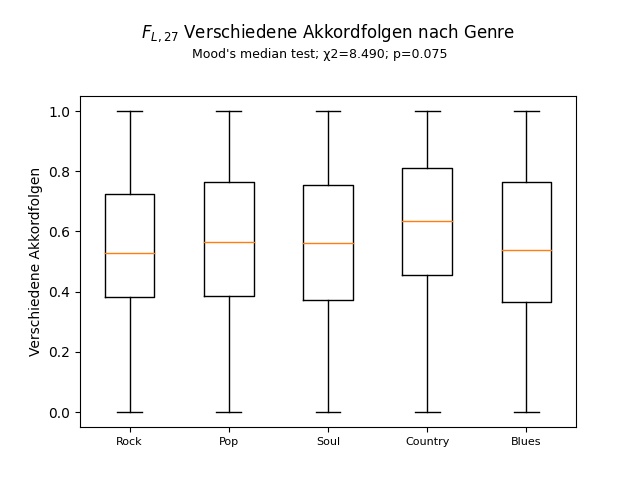 F_{L,27} Verschiedene Akkordfolgen nach Genre
Mood's median test; χ2=8.490; p=0.075
Verschiedene Akkordfolgen
1.0
0.8
0.6
0.4
0.2
0.0
Rock Pop Soul Country Blues